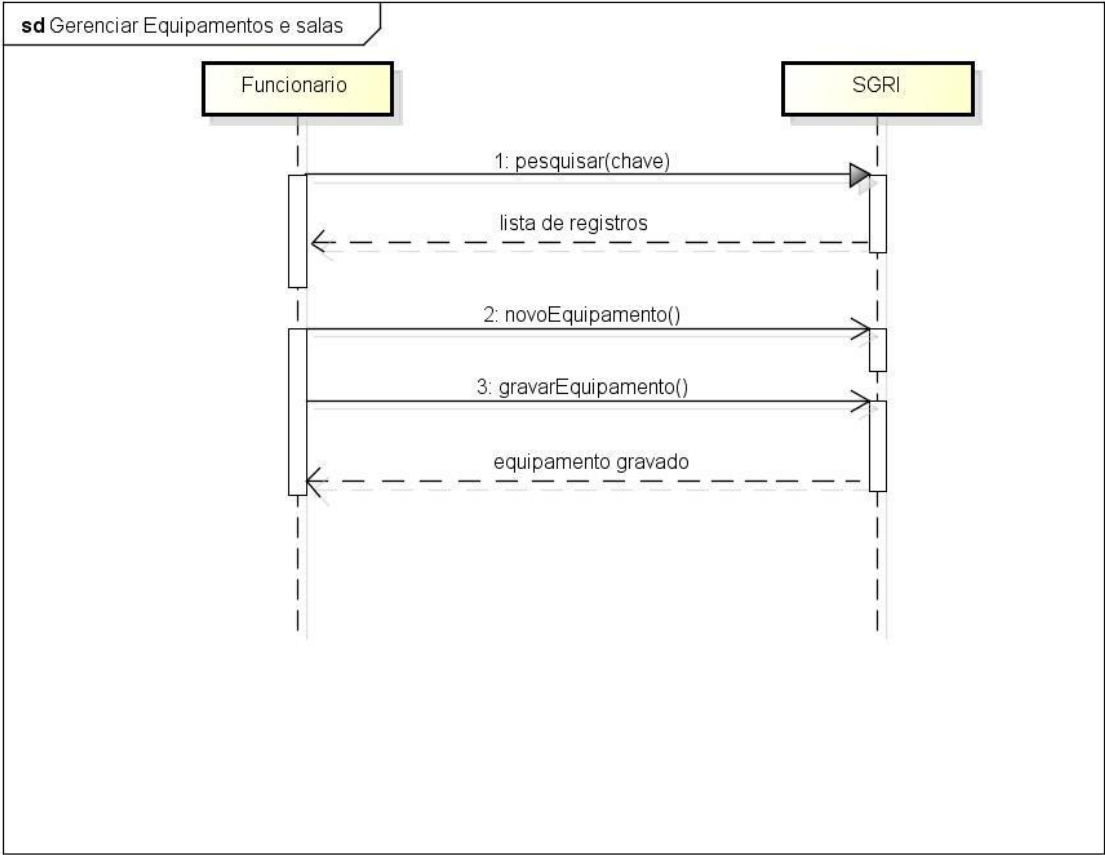 sd Gerenciar Equipamentos e salas
Funcionario
SGRI
1: pesquisar(chave)
lista de registros
2: novoEquipamento()
3: gravarEquipamento()
equipamento gravado